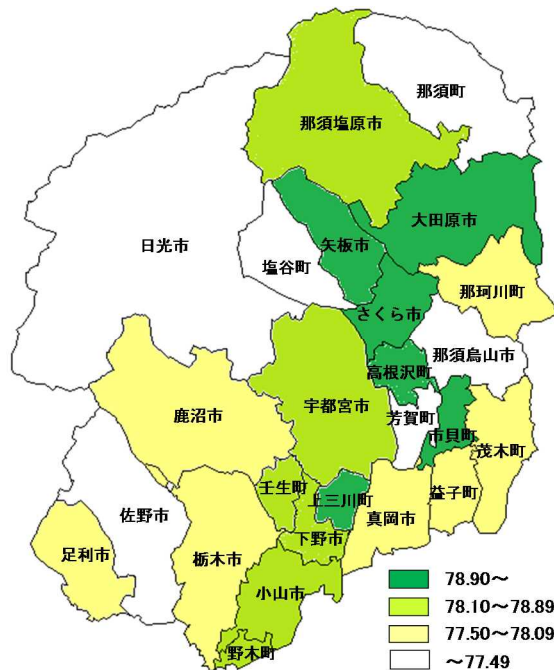 那須町
那須塩原市
大田原市
日光市
矢板市
塩谷町
那珂川町
さくら市
那須烏山市
高根沢町
鹿沼市
宇都宮市
芳賀町
市貝町
茂木町
壬生町
上三川町
益子町
真岡市
佐野市
下野市
足利市
栃木市
小山市
野木町
78.90～
78.10～78.89
77.50～78.09
～77.49